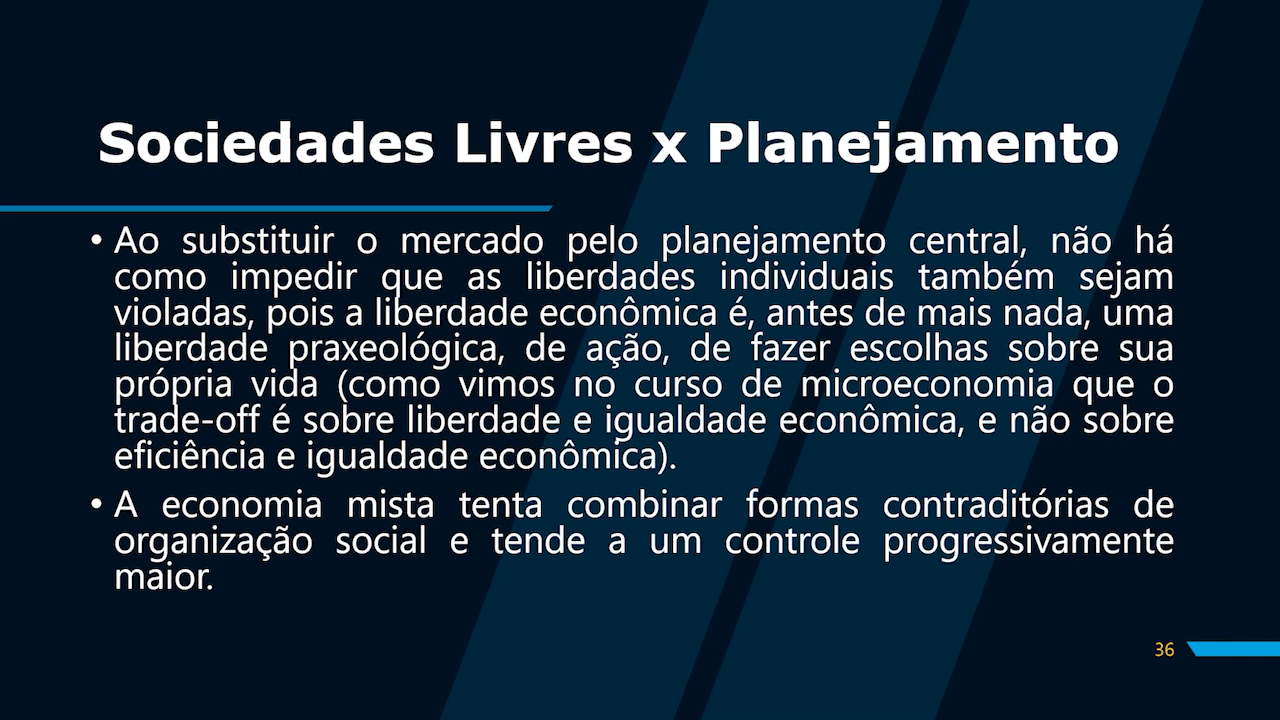 Sociedades Livres x Planejamento
• Ao substituir o mercado pelo planejamento central, não há
como impedir que as liberdades individuais também sejam
violadas, pois a liberdade econômica é, antes de mais nada, uma
liberdade praxeológica, de ação, de fazer escolhas sobre sua
própria vida (como vimos no curso de microeconomia que o
trade-off é sobre liberdade e igualdade econômica, e não sobre
eficiência e igualdade econômica).
• A economia mista tenta combinar formas contraditórias de
organização social e tende a um controle progressivamente
maior.
36